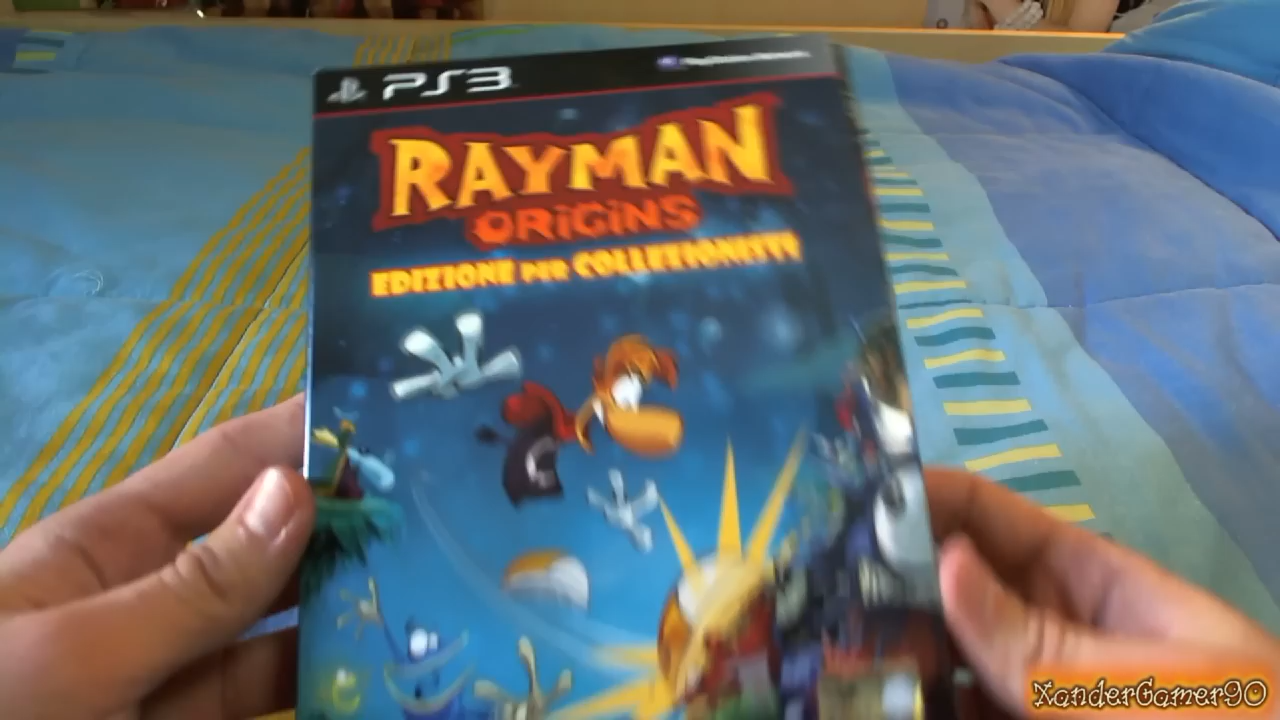 PS3
RAYMAN
ORIGINS
EDIZIONE PER COLLEZIONISTI
XanderGamer90